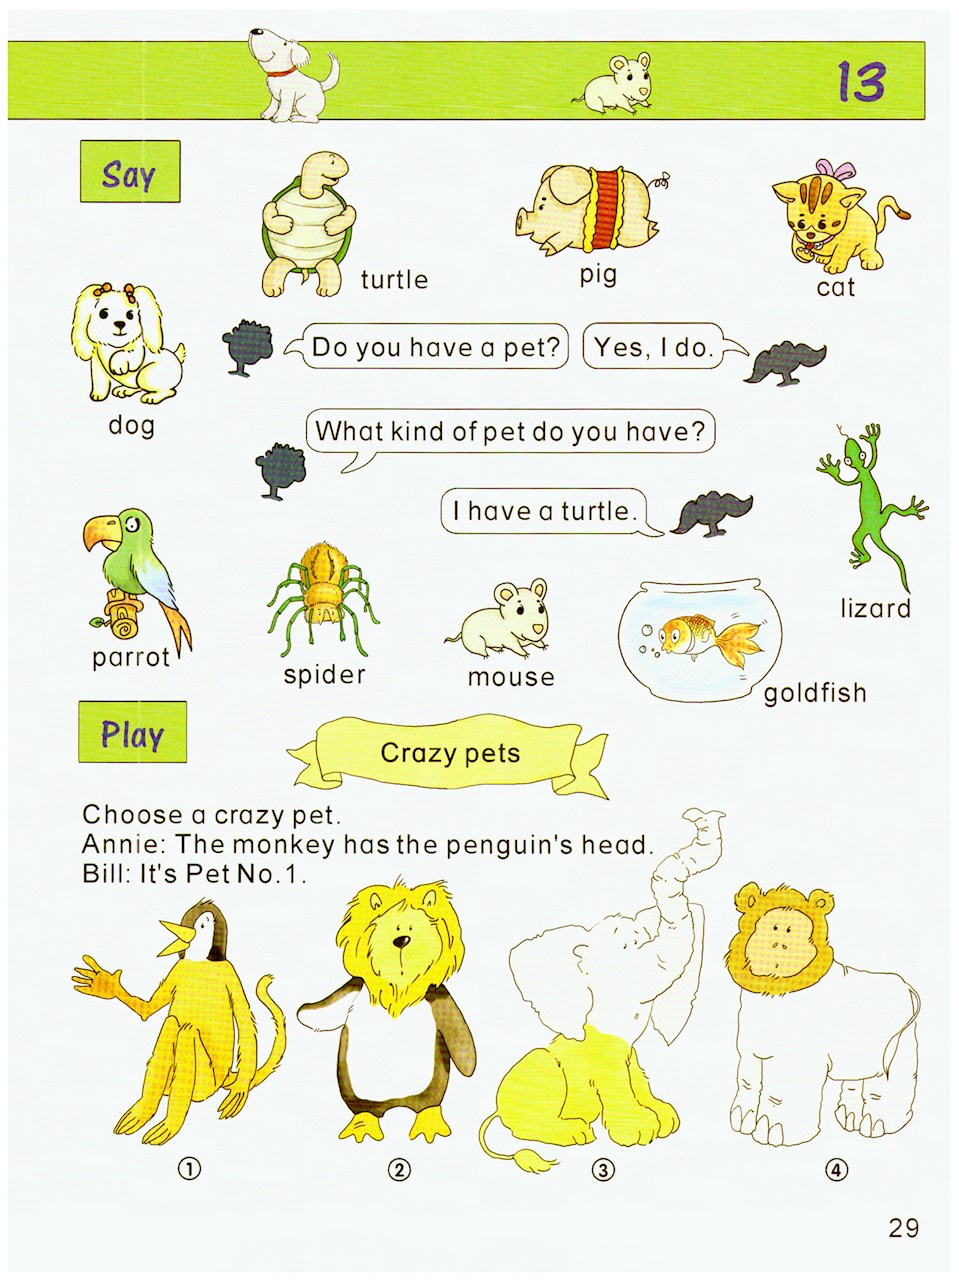 13
Say
turtle
pig
cat
dog
Do you have a pet?
Yes, I do.
What kind of pet do you have?
I have a turtle.
lizard
parrot
spider
mouse
goldfish
Play
Crazy pets
Choose a crazy pet.
Annie: The monkey has the penguin's head.
Bill: It's Pet No.1.
①
②
③
④
29